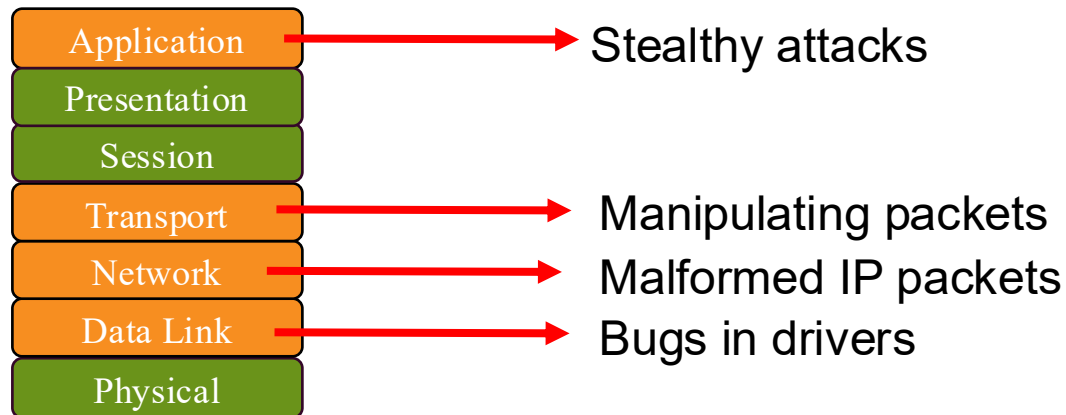 Application
Stealthy attacks
Presentation
Session
Transport
Manipulating packets
Network
Malformed IP packets
Data Link
Bugs in drivers
Physical